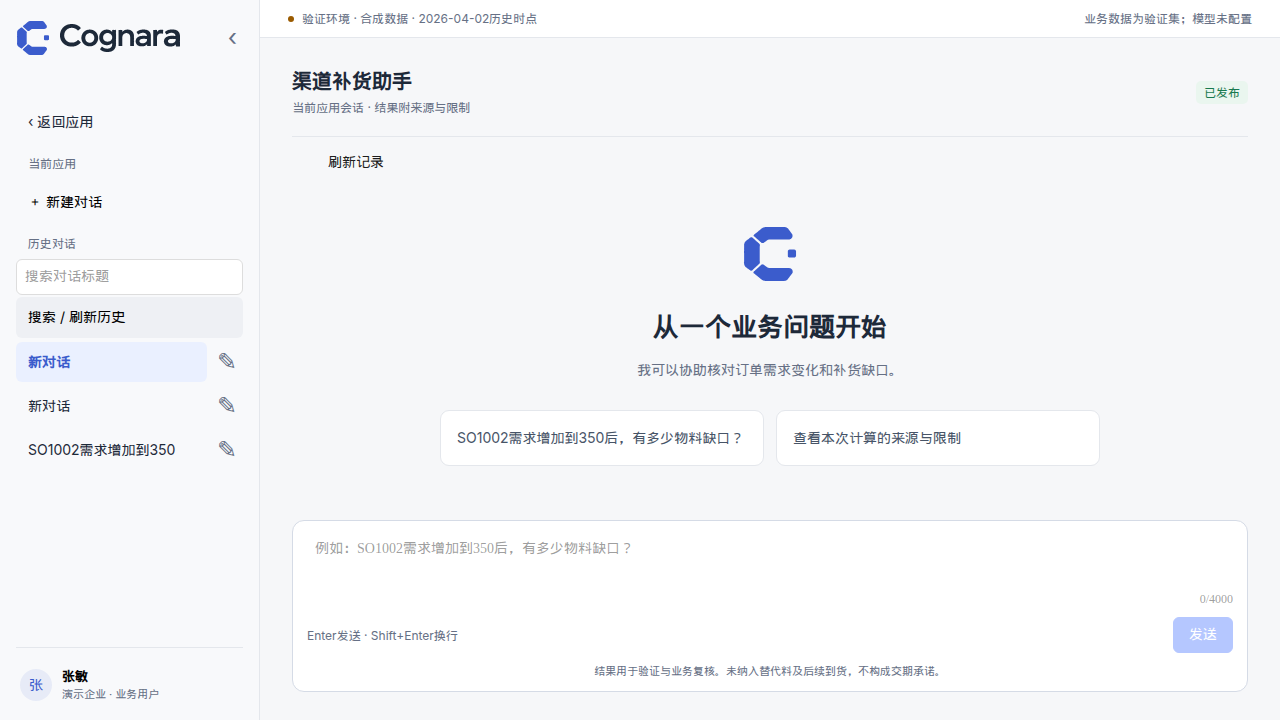 Cognara
‹
‹ 返回应用
当前应用
+ 新建对话
历史对话
搜索对话标题
搜索 / 刷新历史
新对话
新对话
SO1002需求增加到350
张
张敏
演示企业 · 业务用户
验证环境 · 合成数据 · 2026-04-02历史时点
业务数据为验证集；模型未配置
渠道补货助手
当前应用会话 · 结果附来源与限制
已发布
刷新记录
从一个业务问题开始
我可以协助核对订单需求变化和补货缺口。
SO1002需求增加到350后，有多少物料缺口？
查看本次计算的来源与限制
例如：SO1002需求增加到350后，有多少物料缺口？
0/4000
Enter发送 · Shift+Enter换行
发送
结果用于验证与业务复核。未纳入替代料及后续到货，不构成交期承诺。